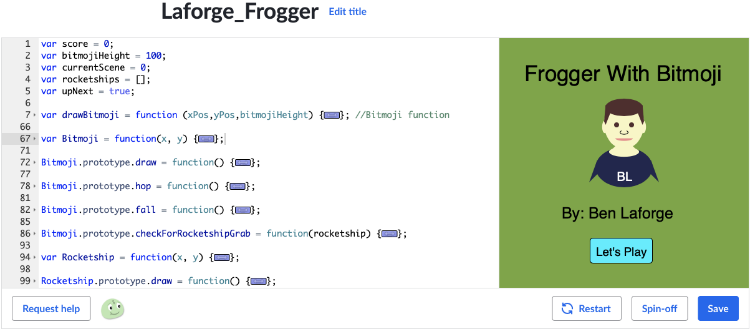 Laforge_Frogger Edit title
1 var score = 0;
2 var bitmojiHeight = 100;
3 var currentScene = 0;
4 var rocketships = [];
5 var upNext = true;
6
7 var drawBitmoji = function (xPos,yPos,bitmojiHeight) {}; //Bitmoji function
66
67 var Bitmoji = function(x, y) {};
71
72 Bitmoji.prototype.draw = function() {};
77
78 Bitmoji.prototype.hop = function() {};
81
82 Bitmoji.prototype.fall = function() {};
85
86 Bitmoji.prototype.checkForRocketshipGrab = function(rocketship) {};
93
94 var Rocketship = function(x, y) {};
98
99 Rocketship.prototype.draw = function() {};
Frogger With Bitmoji
BL
By: Ben Laforge
Let's Play
Request help
Restart
Spin-off
Save